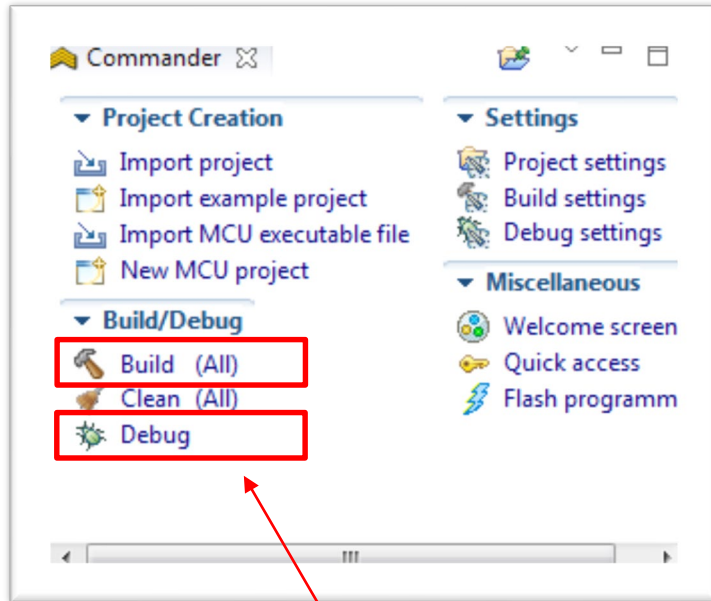 Commander
Project Creation
Import project
Import example project
Import MCU executable file
New MCU project
Build/Debug
Build (All)
Clean (All)
Debug
Settings
Project settings
Build settings
Debug settings
Miscellaneous
Welcome screen
Quick access
Flash programm